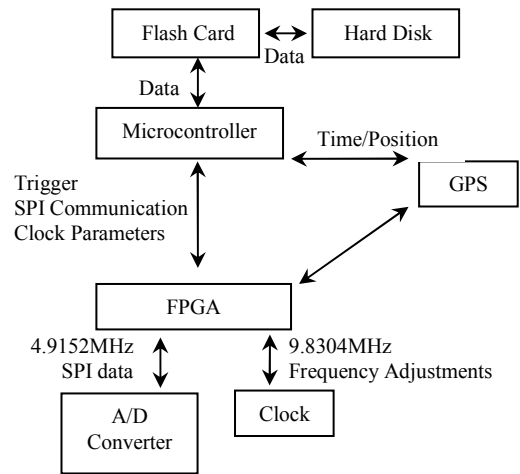 Flash Card
Hard Disk
Data
Data
Microcontroller
Time/Position
Trigger
SPI Communication
Clock Parameters
GPS
FPGA
4.9152MHz
SPI data
9.8304MHz
Frequency Adjustments
A/D
Converter
Clock